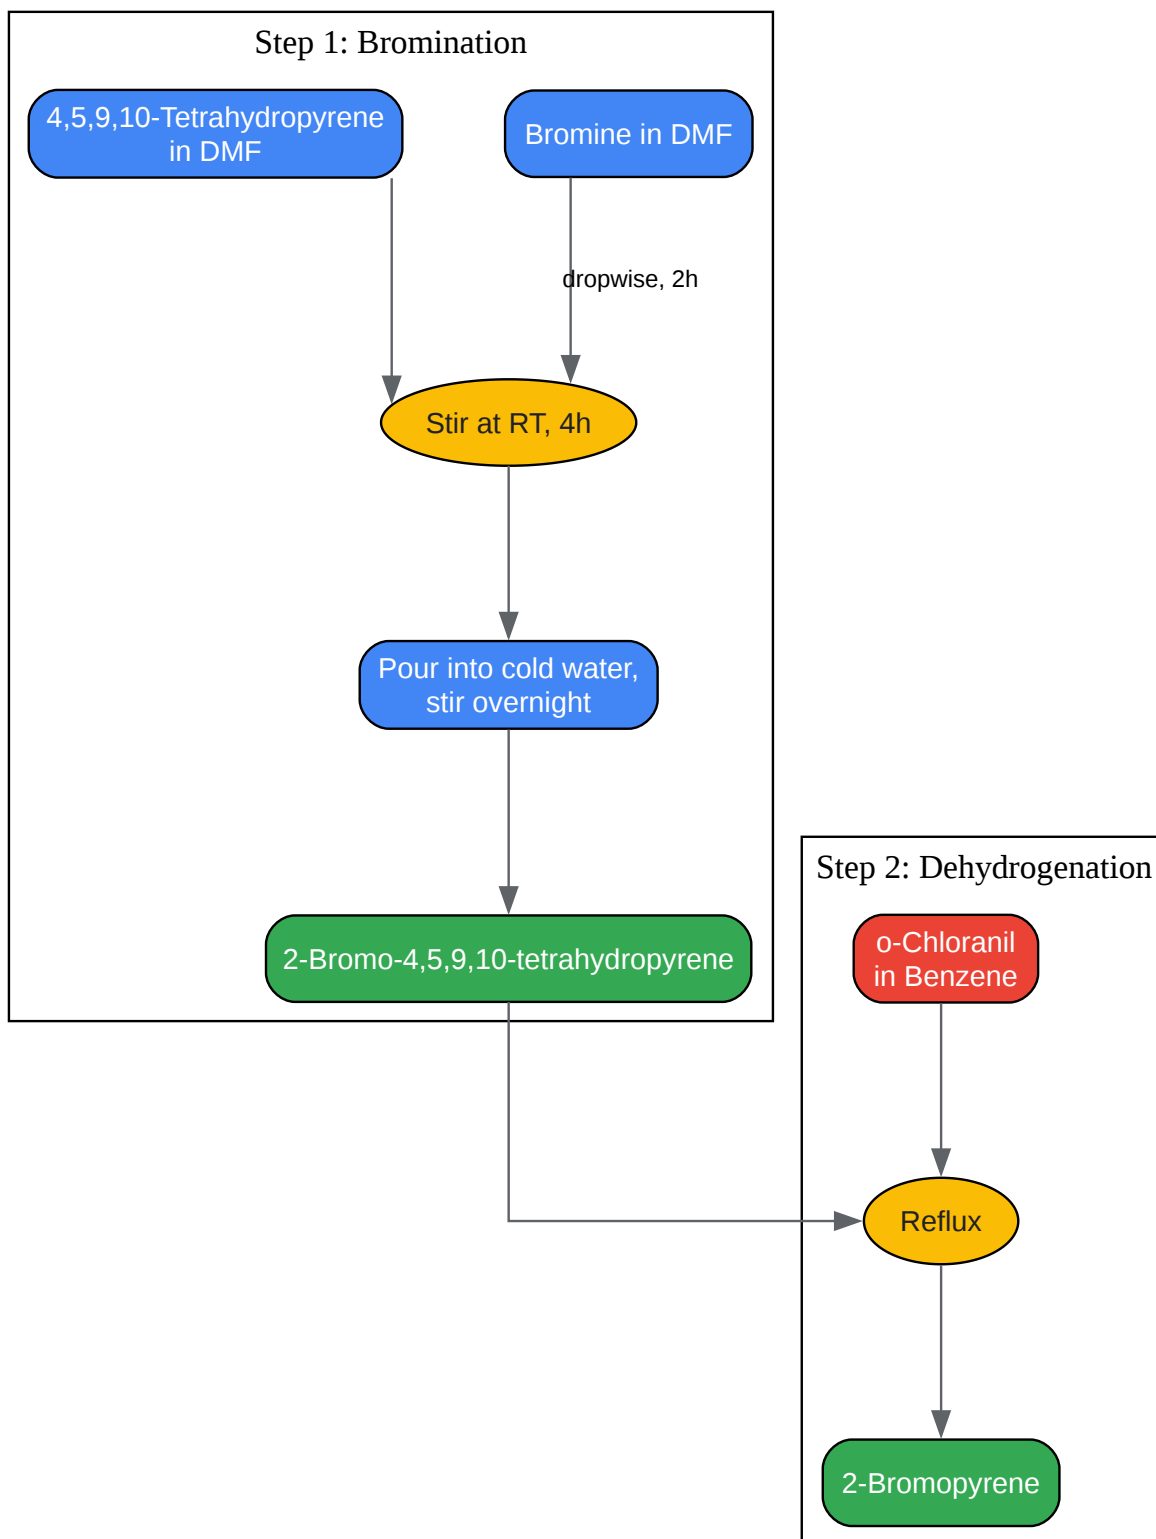 Step 1: Bromination
4,5,9,10-Tetrahydropyrene
in DMF
Bromine in DMF
dropwise, 2h
Stir at RT, 4h
Pour into cold water,
stir overnight
2-Bromo-4,5,9,10-tetrahydropyrene
Step 2: Dehydrogenation
o-Chloranil
in Benzene
Reflux
2-Bromopyrene